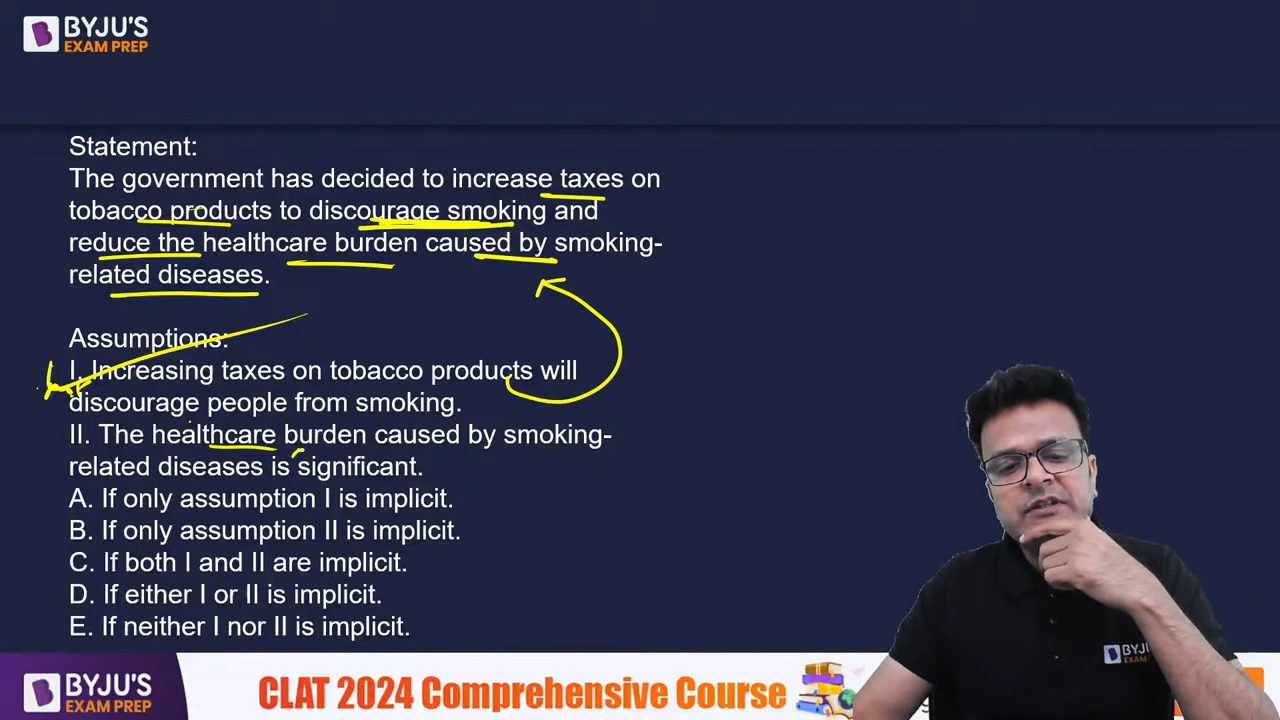 BYJU'S
EXAM PREP
Statement:
The government has decided to increase taxes on
tobacco products to discourage smoking and
reduce the healthcare burden caused by smoking-
related diseases.
Assumptions:
I. Increasing taxes on tobacco products will
discourage people from smoking.
II. The healthcare burden caused by smoking-
related diseases is significant.
A. If only assumption I is implicit.
B. If only assumption II is implicit.
C. If both I and II are implicit.
D. If either I or II is implicit.
E. If neither I nor II is implicit.
BYJU'S
EXAM PREP
CLAT 2024 Comprehensive Course